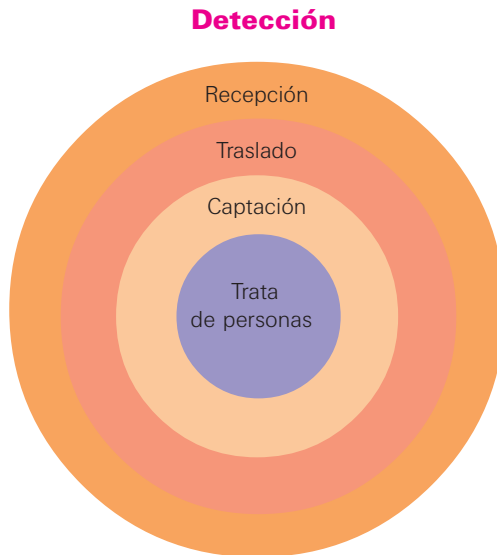 Detección
Recepción
Traslado
Captación
Trata
de personas